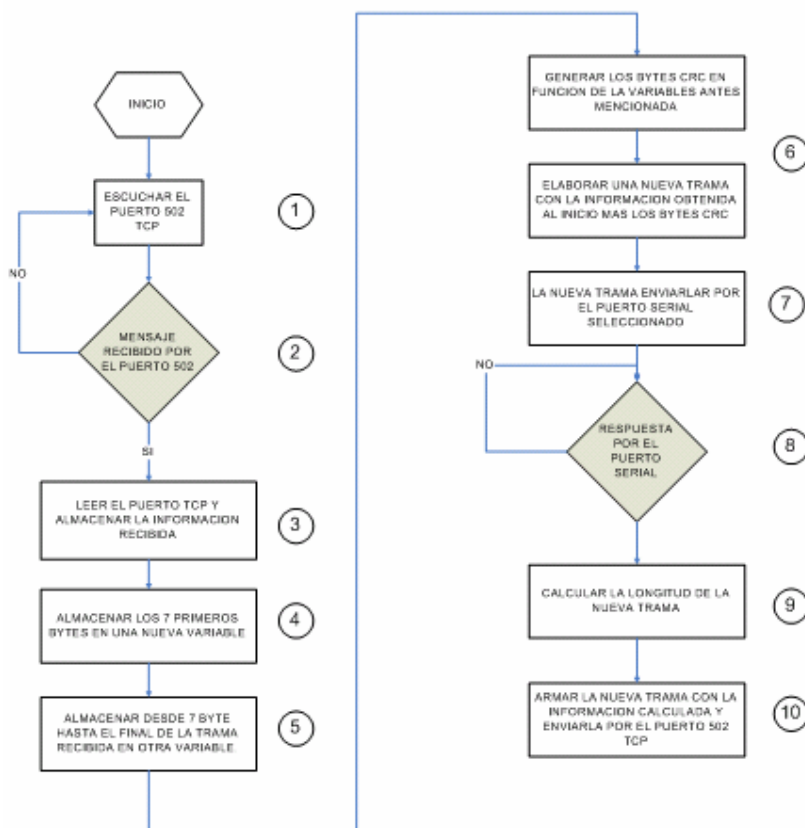 INICIO
ESCUCHAR EL
PUERTO 502
TCP
1
NO
MENSAJE
RECIBIDO POR
EL PUERTO 502
2
SI
LEER EL PUERTO TCP Y
ALMACENAR LA INFORMACION
RECIBIDA
3
ALMACENAR LOS 7 PRIMEROS
BYTES EN UNA NUEVA VARIABLE
4
ALMACENAR DESDE 7 BYTE
HASTA EL FINAL DE LA TRAMA
RECIBIDA EN OTRA VARIABLE
5
GENERAR LOS BYTES CRC EN
FUNCION DE LA VARIABLES ANTES
MENCIONADA
6
ELABORAR UNA NUEVA TRAMA
CON LA INFORMACION OBTENIDA
AL INICIO MAS LOS BYTES CRC
LA NUEVA TRAMA ENVIARLAR POR
EL PUERTO SERIAL
SELECCIONADO
7
NO
RESPUESTA
POR EL
PUERTO
SERIAL
8
CALCULAR LA LONGITUD DE LA
NUEVA TRAMA
9
ARMAR LA NUEVA TRAMA CON LA
INFORMACION CALCULADA Y
ENVIARLA POR EL PUERTO 502
TCP
10